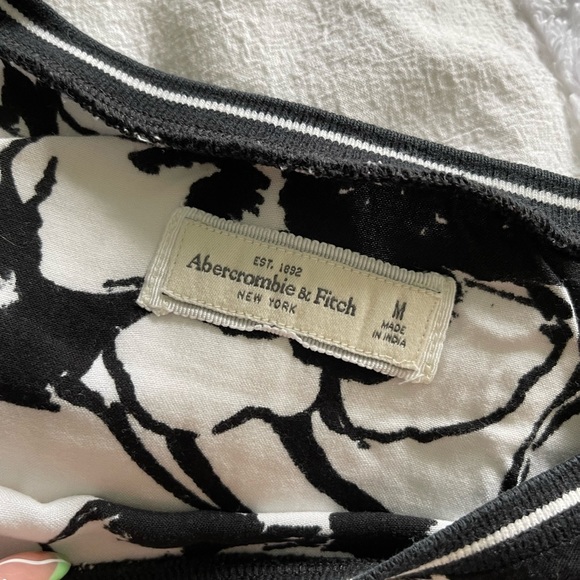 EST. 1892
Abercrombie & Fitch
NEW YORK
M
MADE
IN INDIA